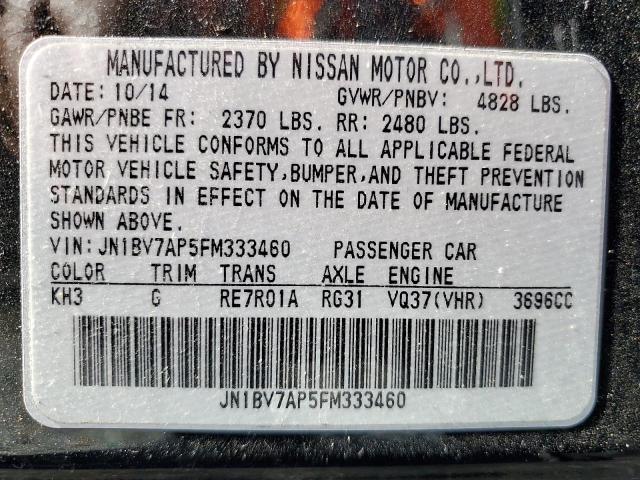 MANUFACTURED BY NISSAN MOTOR CO.,LTD.
DATE: 10/14 GVWR/PNBV: 4828 LBS.
GAWR/PNBE FR: 2370 LBS. RR: 2480 LBS.
THIS VEHICLE CONFORMS TO ALL APPLICABLE FEDERAL
MOTOR VEHICLE SAFETY,BUMPER,AND THEFT PREVENTION
STANDARDS IN EFFECT ON THE DATE OF MANUFACTURE
SHOWN ABOVE.
VIN: JN1BV7AP5FM333460 PASSENGER CAR
COLOR TRIM TRANS AXLE ENGINE
KH3 G RE7R01A RG31 VQ37(VHR) 3696CC
JN1BV7AP5FM333460